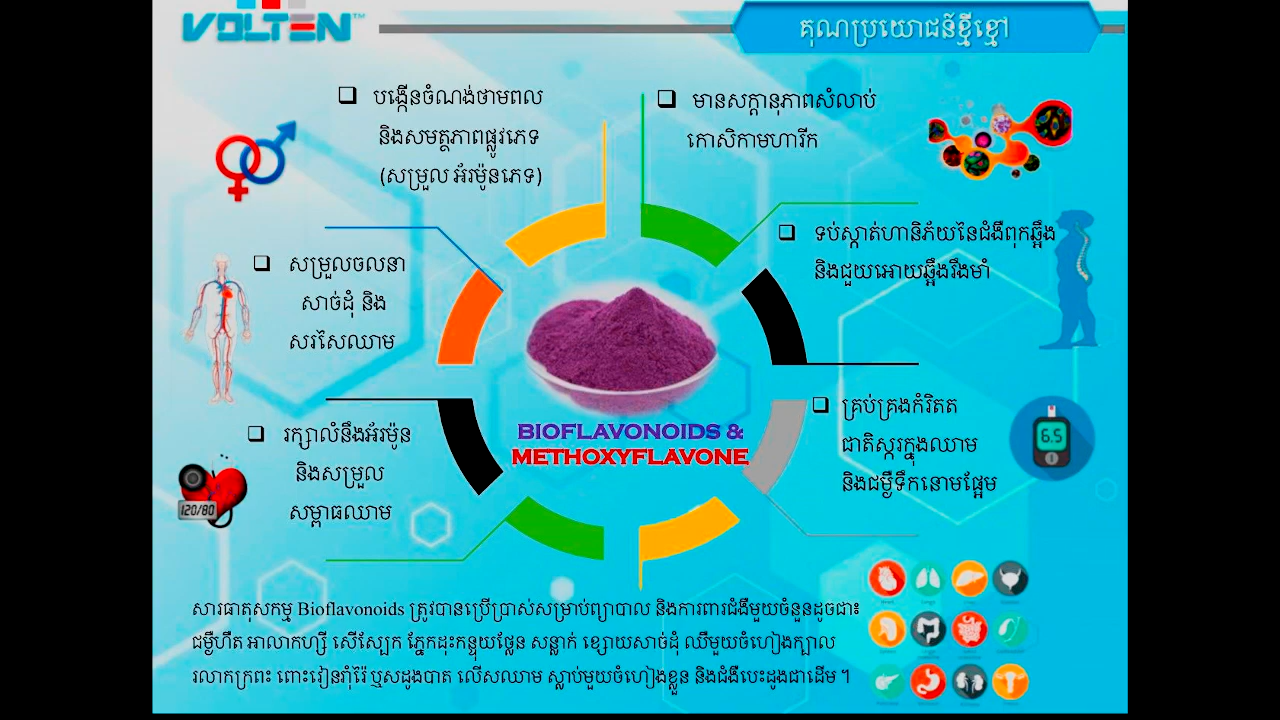 VOLTEN™
គុណប្រយោជន៍ខ្មីខ្មៅ
❑ បង្កើនចំណង់ថាមពល
និងសមត្ថភាពផ្លូវភេទ
(សម្រួល អ័រម៉ូនភេទ)
❑ មានសក្ដានុភាពសំលាប់
កោសិកាមហារីក
❑ សម្រួលចលនា
សាច់ដុំ និង
សរសៃឈាម
❑ ទប់ស្កាត់ហានិភ័យនៃជំងឺពុកឆ្អឹង
និងជួយអោយឆ្អឹងរឹងមាំ
❑ រក្សាលំនឹងអ័រម៉ូន
និងសម្រួល
សម្ពាធឈាម
120/80
❑ គ្រប់គ្រងកំរិតត
ជាតិស្ករក្នុងឈាម
និងជម្ងឺទឹកនោមផ្អែម
6.5
BIOFLAVONOIDS &
METHOXYFLAVONE
សារធាតុសកម្ម Bioflavonoids ត្រូវបានប្រើប្រាស់សម្រាប់ព្យាបាល និងការពារជំងឺមួយចំនួនដូចជា៖
ជម្ងឺហឺត អាលាកហ្ស៊ី សើស្បែក ភ្នែកដុះកន្ទុយថ្លែន សន្លាក់ ខ្សោយសាច់ដុំ ឈឺមួយចំហៀងក្បាល
រលាកក្រពះ ពោះវៀនរ៉ាំរ៉ៃ ឬសដូងបាត លើសឈាម ស្លាប់មួយចំហៀងខ្លួន និងជំងឺបេះដូងជាដើម ។